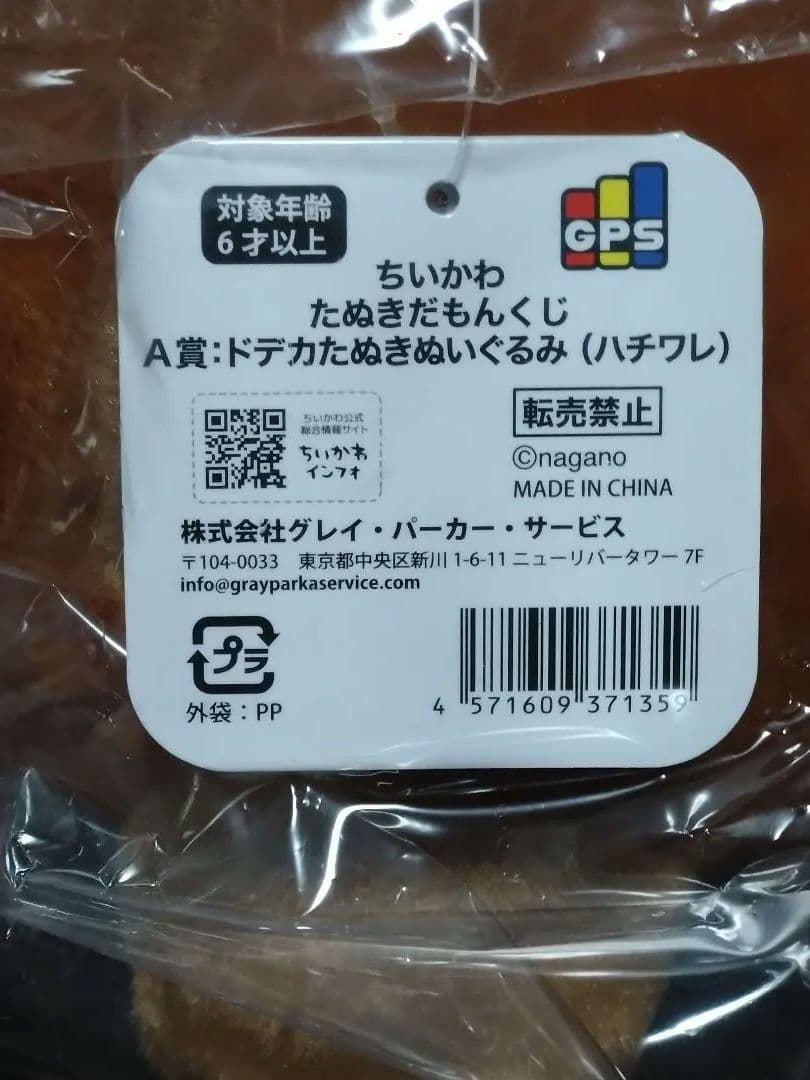 対象年齢
6才以上
GPS
ちいかわ
たぬきだもんくじ
A賞:ドデカたぬきぬいぐるみ(ハチワレ)
ちいかわ公式
総合情報サイト
ちいかわ
インフォ
転売禁止
©nagano
MADE IN CHINA
株式会社グレイ・パーカー・サービス
〒104-0033 東京都中央区新川1-6-11ニューリバータワー7F
info@grayparkaservice.com
プラ
外袋:PP
4 571609 371359